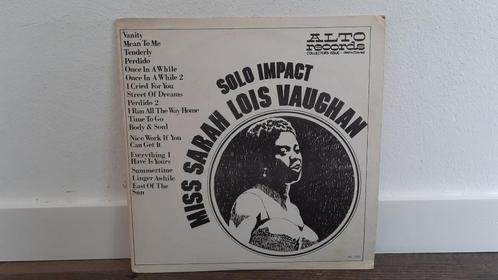 Vanity
Mean To Me
Tenderly
Perdido
Once In A While
Once In A While 2
I Cried For You
Street Of Dreams
Perdido 2
I Ran All The Way Home
Time To Go
Body & Soul
Nice Work If You
Can Get It
Everything I
Have Is Yours
Summertime
Linger Awhile
East Of The
Sun
ALTO
records
COLLECTORS ISSUE
SOLO IMPACT
MISS SARAH LOIS VAUGHAN